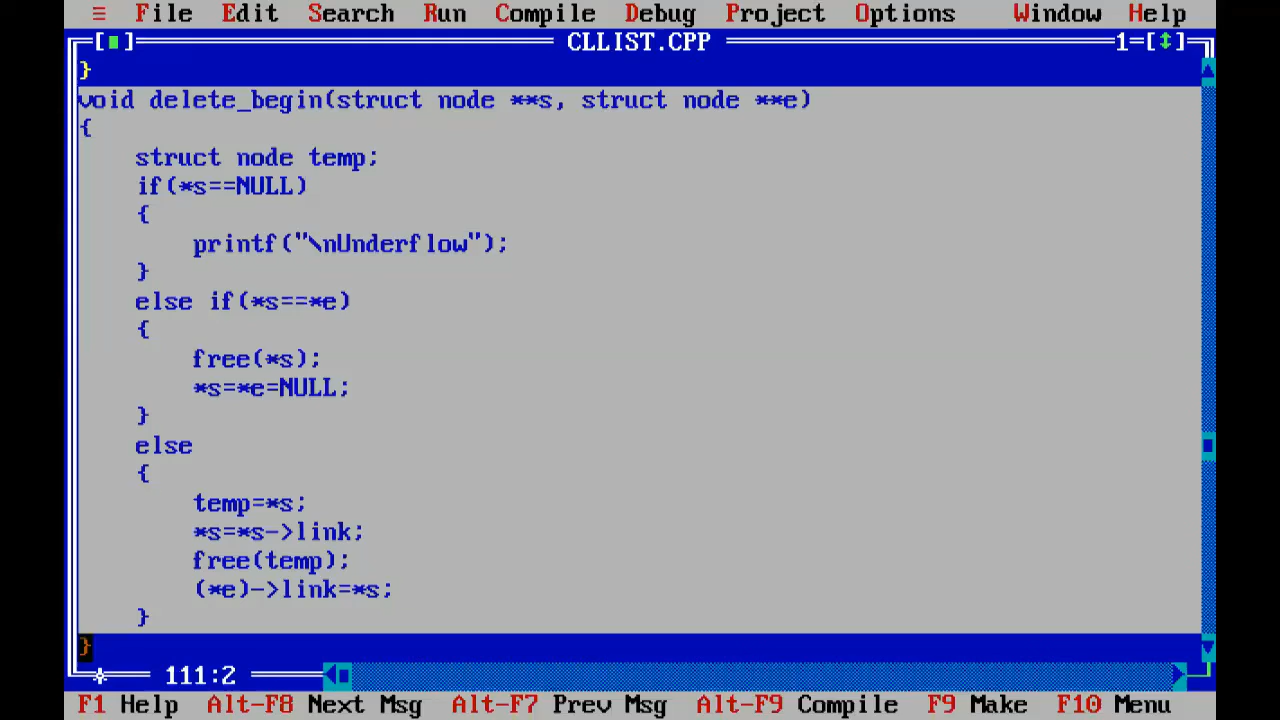 ≡ File Edit Search Run Compile Debug Project Options Window Help
[■] CLLIST.CPP 1=[↕]
}
void delete_begin(struct node **s, struct node **e)
{
    struct node temp;
    if(*s==NULL)
    {
        printf("\nUnderflow");
    }
    else if(*s==*e)
    {
        free(*s);
        *s=*e=NULL;
    }
    else
    {
        temp=*s;
        *s=*s->link;
        free(temp);
        (*e)->link=*s;
    }
}
* 111:2
F1 Help Alt-F8 Next Msg Alt-F7 Prev Msg Alt-F9 Compile F9 Make F10 Menu